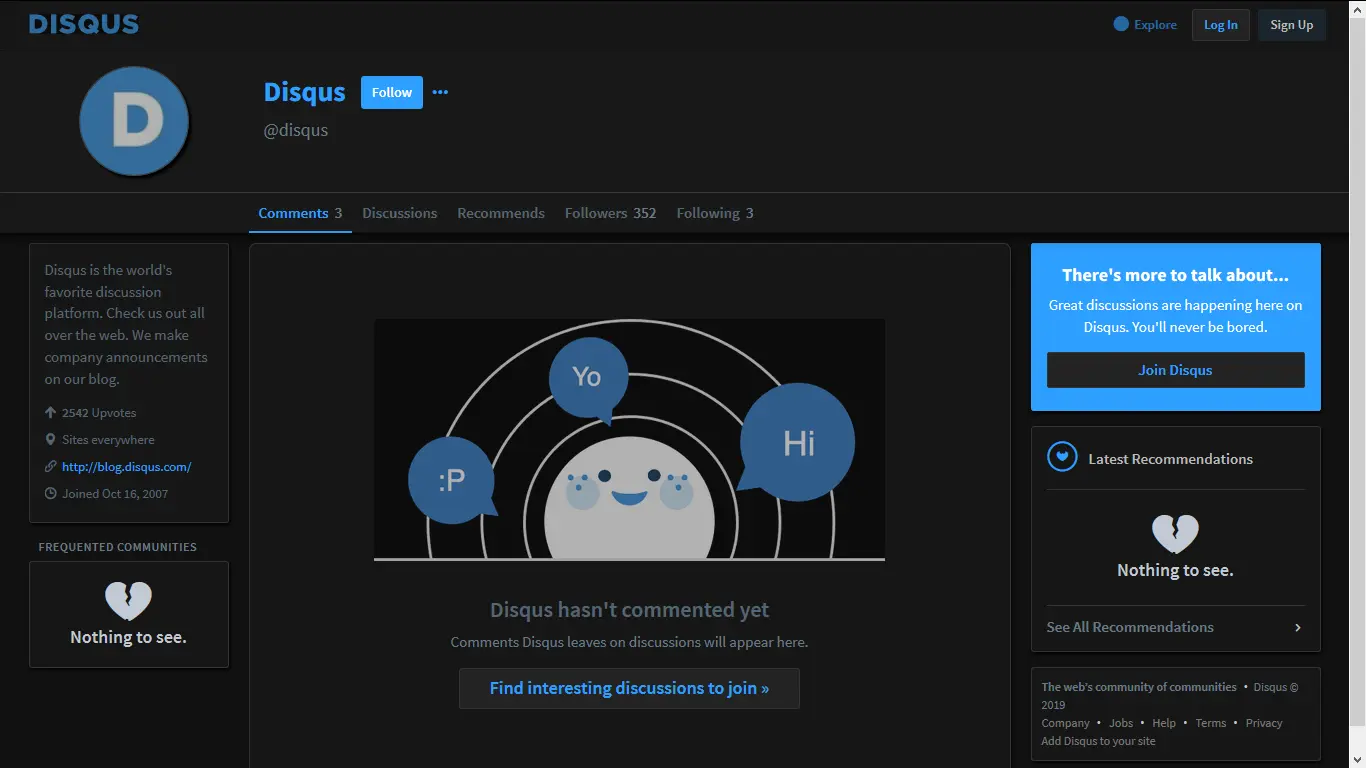 DISQUS
Explore
Log In
Sign Up
D
Disqus
Follow
@disqus
Comments 3
Discussions
Recommends
Followers 352
Following 3
Disqus is the world's
favorite discussion
platform. Check us out all
over the web. We make
company announcements
on our blog.
2542 Upvotes
Sites everywhere
http://blog.disqus.com/
Joined Oct 16, 2007
FREQUENTED COMMUNITIES
Nothing to see.
Yo
Hi
:P
Disqus hasn't commented yet
Comments Disqus leaves on discussions will appear here.
Find interesting discussions to join »
There's more to talk about...
Great discussions are happening here on
Disqus. You'll never be bored.
Join Disqus
Latest Recommendations
Nothing to see.
See All Recommendations
The web's community of communities • Disqus ©
2019
Company • Jobs • Help • Terms • Privacy
Add Disqus to your site